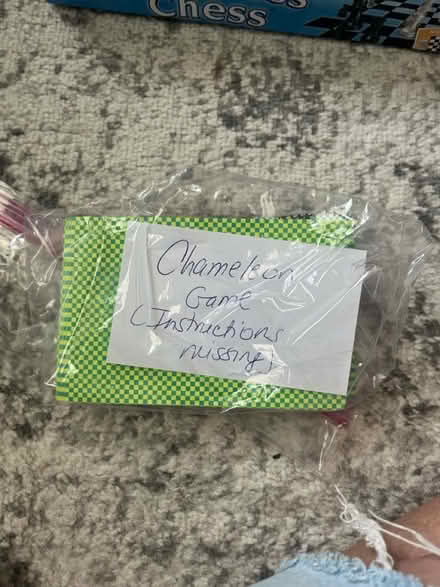 Chess
Chameleon
Game
(Instructions
missing)